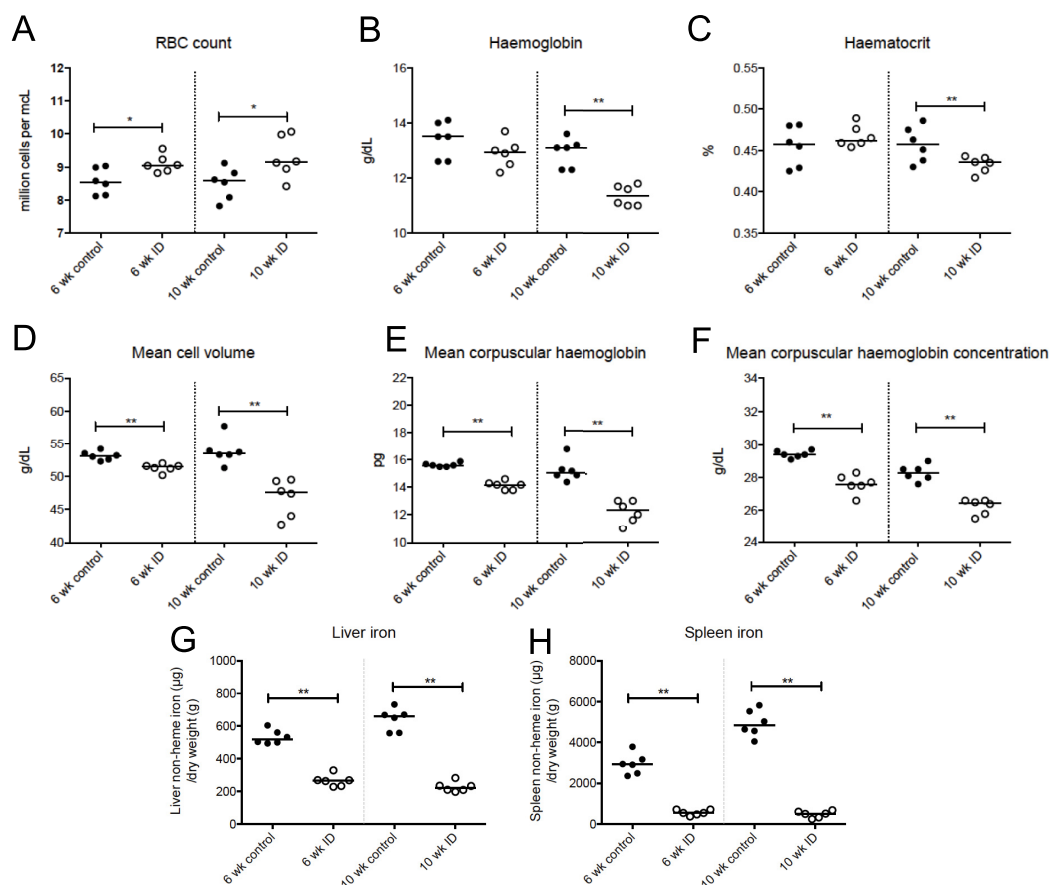 A
RBC count
million cells per mcL
12
11
10
9
8
7
*
*
6 wk control
6 wk ID
10 wk control
10 wk ID
B
Haemoglobin
g/dL
16
14
12
10
**
6 wk control
6 wk ID
10 wk control
10 wk ID
C
Haematocrit
%
0.55
0.50
0.45
0.40
0.35
**
6 wk control
6 wk ID
10 wk control
10 wk ID
D
Mean cell volume
g/dL
65
60
55
50
45
40
**
**
6 wk control
6 wk ID
10 wk control
10 wk ID
E
Mean corpuscular haemoglobin
pg
22
20
18
16
14
12
10
**
**
6 wk control
6 wk ID
10 wk control
10 wk ID
F
Mean corpuscular haemoglobin concentration
g/dL
34
32
30
28
26
24
**
**
6 wk control
6 wk ID
10 wk control
10 wk ID
G
Liver iron
Liver non-heme iron (µg)
/dry weight (g)
1000
800
600
400
200
0
**
**
6 wk control
6 wk ID
10 wk control
10 wk ID
H
Spleen iron
Spleen non-heme iron (µg)
/dry weight (g)
8000
6000
4000
2000
0
**
**
6 wk control
6 wk ID
10 wk control
10 wk ID